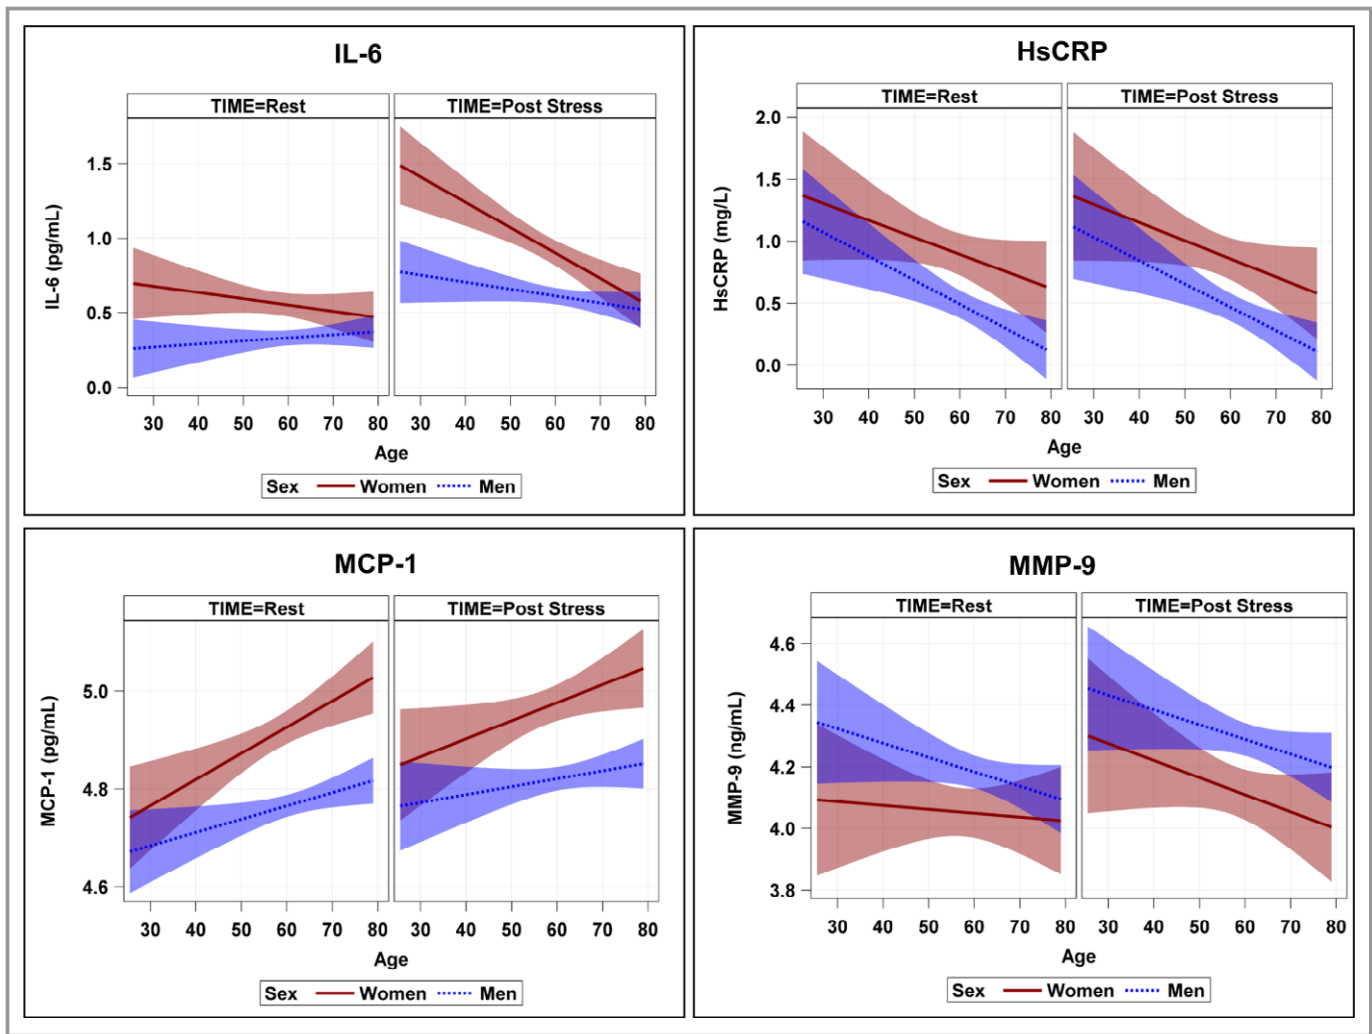 IL-6
TIME=Rest TIME=Post Stress
1.5
1.0
0.5
0.0
IL-6 (pg/mL)
30 40 50 60 70 80 30 40 50 60 70 80
Age
Sex Women Men
HsCRP
TIME=Rest TIME=Post Stress
2.0
1.5
1.0
0.5
0.0
HsCRP (mg/L)
30 40 50 60 70 80 30 40 50 60 70 80
Age
Sex Women Men
MCP-1
TIME=Rest TIME=Post Stress
5.0
4.8
4.6
MCP-1 (pg/mL)
30 40 50 60 70 80 30 40 50 60 70 80
Age
Sex Women Men
MMP-9
TIME=Rest TIME=Post Stress
4.6
4.4
4.2
4.0
3.8
MMP-9 (ng/mL)
30 40 50 60 70 80 30 40 50 60 70 80
Age
Sex Women Men